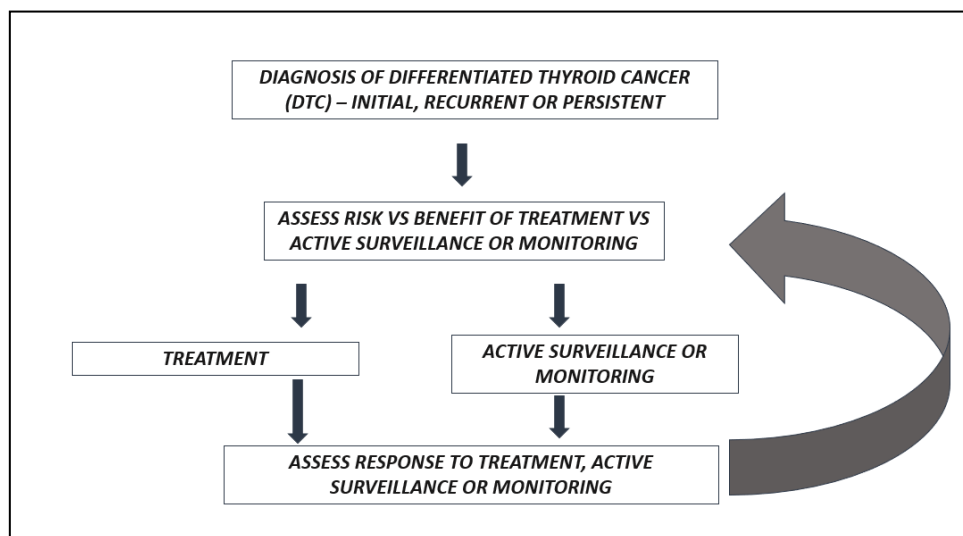 DIAGNOSIS OF DIFFERENTIATED THYROID CANCER
(DTC) – INITIAL, RECURRENT OR PERSISTENT
ASSESS RISK VS BENEFIT OF TREATMENT VS
ACTIVE SURVEILLANCE OR MONITORING
TREATMENT
ACTIVE SURVEILLANCE OR
MONITORING
ASSESS RESPONSE TO TREATMENT, ACTIVE
SURVEILLANCE OR MONITORING